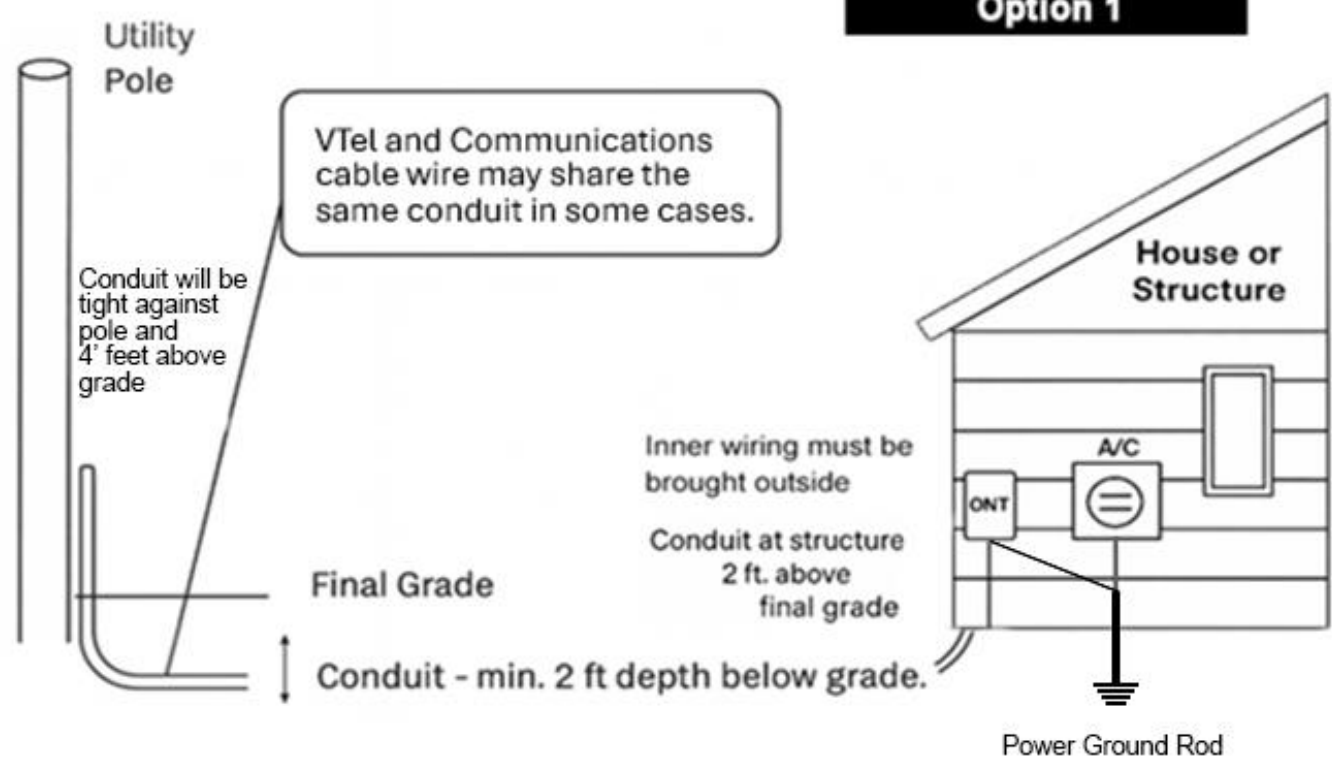 Option 1
Utility
Pole
VTel and Communications
cable wire may share the
same conduit in some cases.
Conduit will be
tight against
pole and
4' feet above
grade
House or
Structure
Inner wiring must be
brought outside
A/C
ONT
Conduit at structure
2 ft. above
final grade
Final Grade
Conduit - min. 2 ft depth below grade.
Power Ground Rod